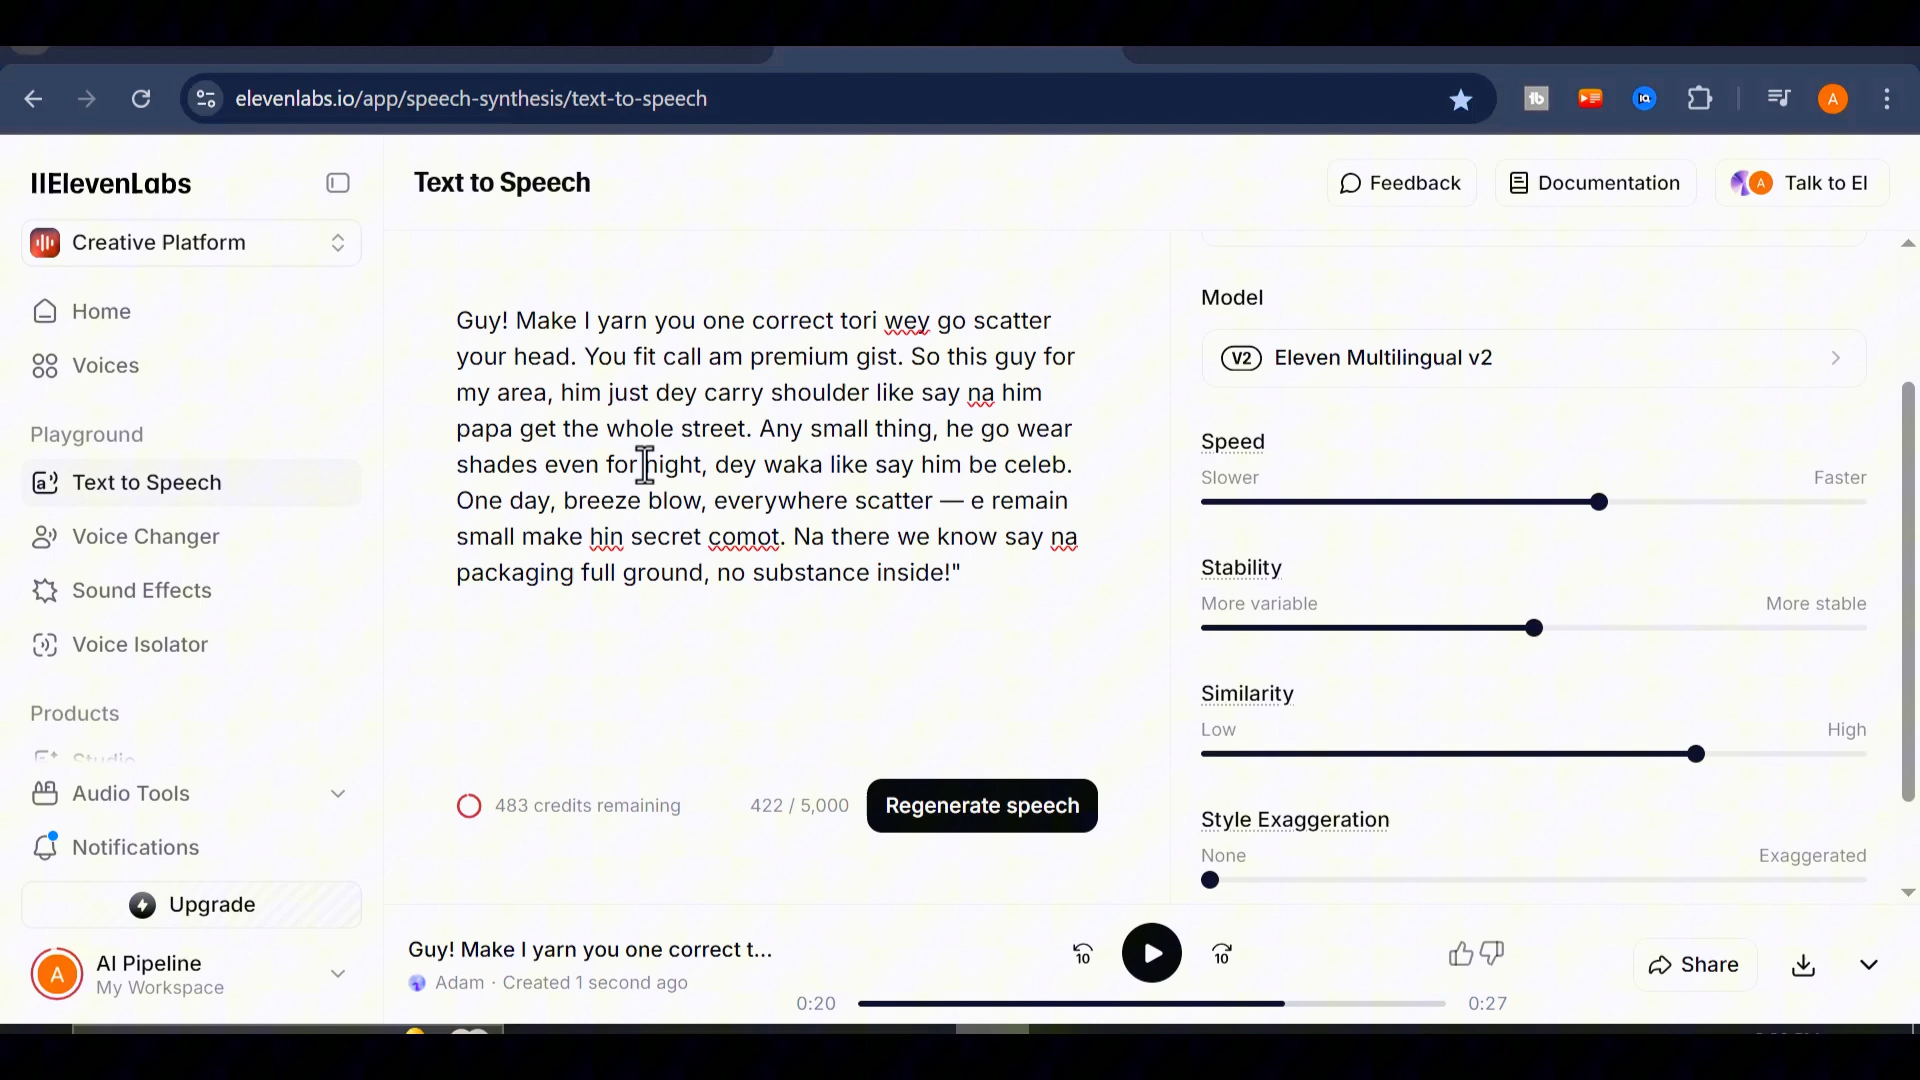 elevenlabs.io/app/speech-synthesis/text-to-speech
A
IIElevenLabs
Text to Speech
Feedback
Documentation
A
Talk to El
Creative Platform
Home
Voices
Playground
Text to Speech
Voice Changer
Sound Effects
Voice Isolator
Products
Studio
Audio Tools
Notifications
Upgrade
A
AI Pipeline
My Workspace
Guy! Make I yarn you one correct tori wey go scatter
your head. You fit call am premium gist. So this guy for
my area, him just dey carry shoulder like say na him
papa get the whole street. Any small thing, he go wear
shades even for night, dey waka like say him be celeb.
One day, breeze blow, everywhere scatter — e remain
small make hin secret comot. Na there we know say na
packaging full ground, no substance inside!"
483 credits remaining
422 / 5,000
Regenerate speech
Model
V2
Eleven Multilingual v2
Speed
Slower
Faster
Stability
More variable
More stable
Similarity
Low
High
Style Exaggeration
None
Exaggerated
Guy! Make I yarn you one correct t...
Adam · Created 1 second ago
10
10
0:20
0:27
Share